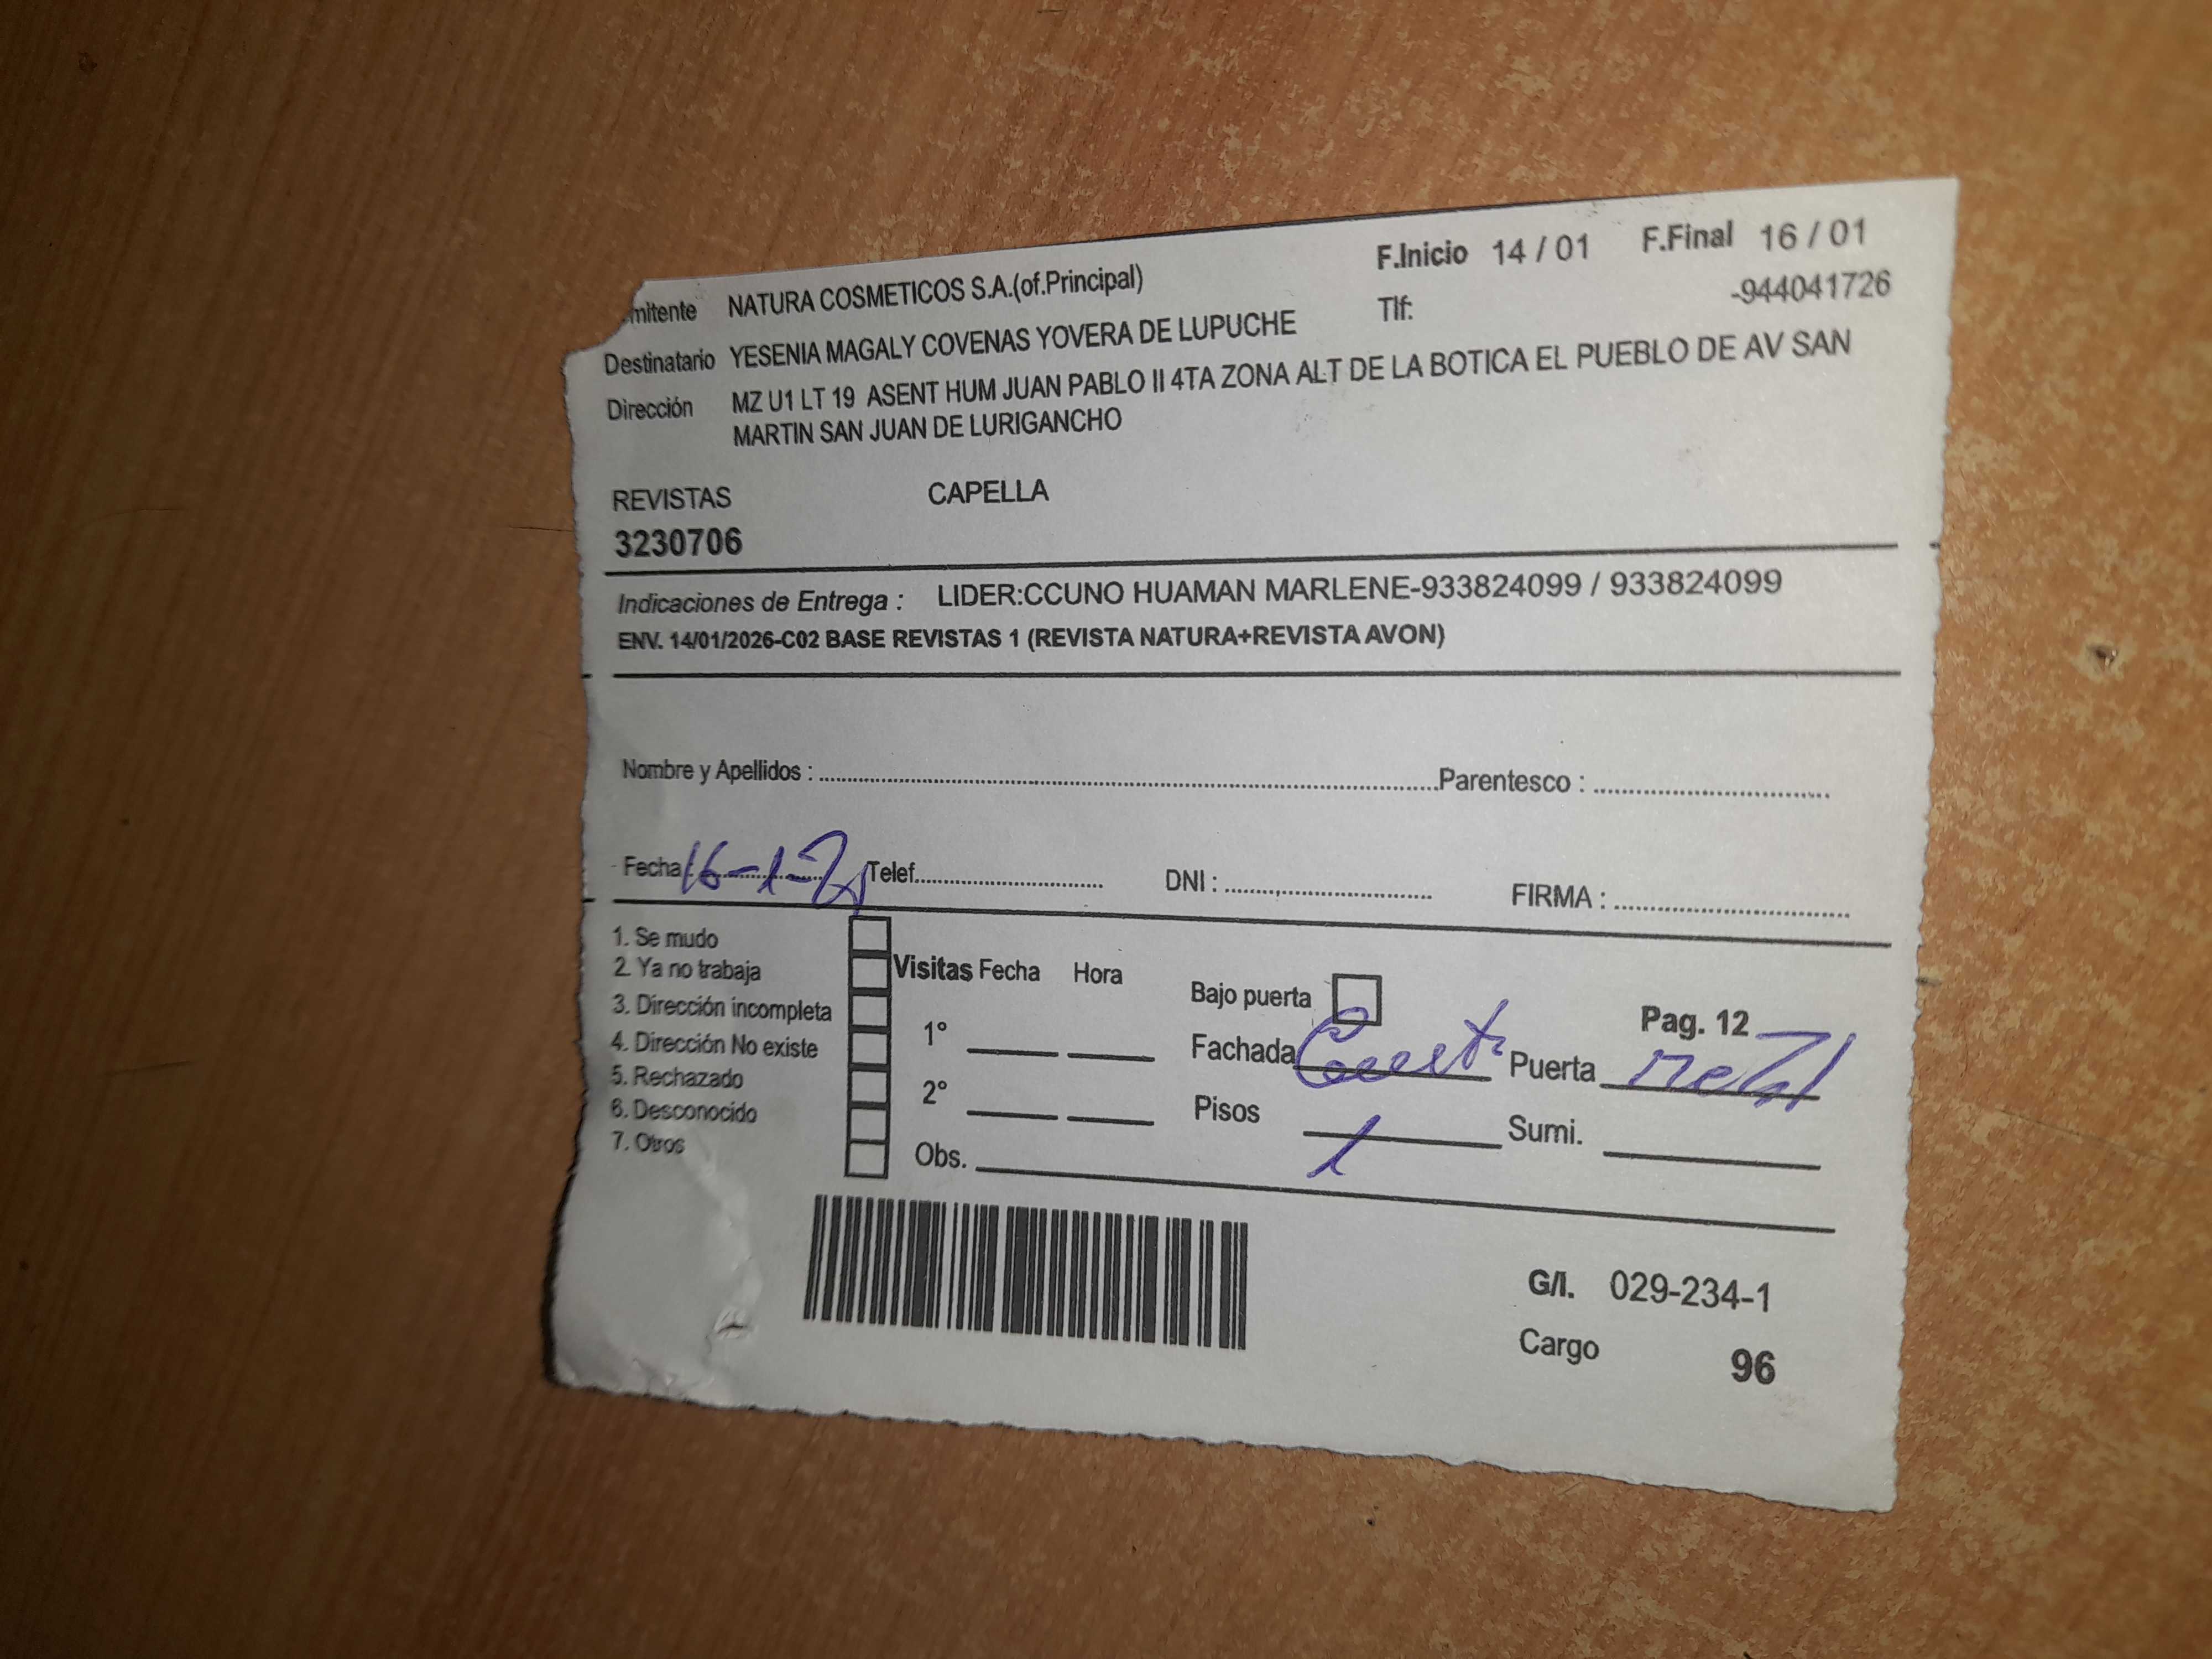 mitente NATURA COSMETICOS S.A.(of.Principal) F.Inicio 14 / 01 F.Final 16 / 01
Destinatario YESENIA MAGALY COVENAS YOVERA DE LUPUCHE Tlf: -944041726
Dirección MZ U1 LT 19 ASENT HUM JUAN PABLO II 4TA ZONA ALT DE LA BOTICA EL PUEBLO DE AV SAN
MARTIN SAN JUAN DE LURIGANCHO
REVISTAS CAPELLA
3230706
Indicaciones de Entrega : LIDER:CCUNO HUAMAN MARLENE-933824099 / 933824099
ENV. 14/01/2026-C02 BASE REVISTAS 1 (REVISTA NATURA+REVISTA AVON)
Nombre y Apellidos : Parentesco :
Fecha: 16-1-2 Telef. DNI : FIRMA :
1. Se mudo
2. Ya no trabaja Visitas Fecha Hora Bajo puerta Pag. 12
3. Dirección incompleta 1° Fachada Puerta metal
4. Dirección No existe
5. Rechazado 2° Pisos 1 Sumi.
6. Desconocido
7. Otros Obs.
G/I. 029-234-1
Cargo 96